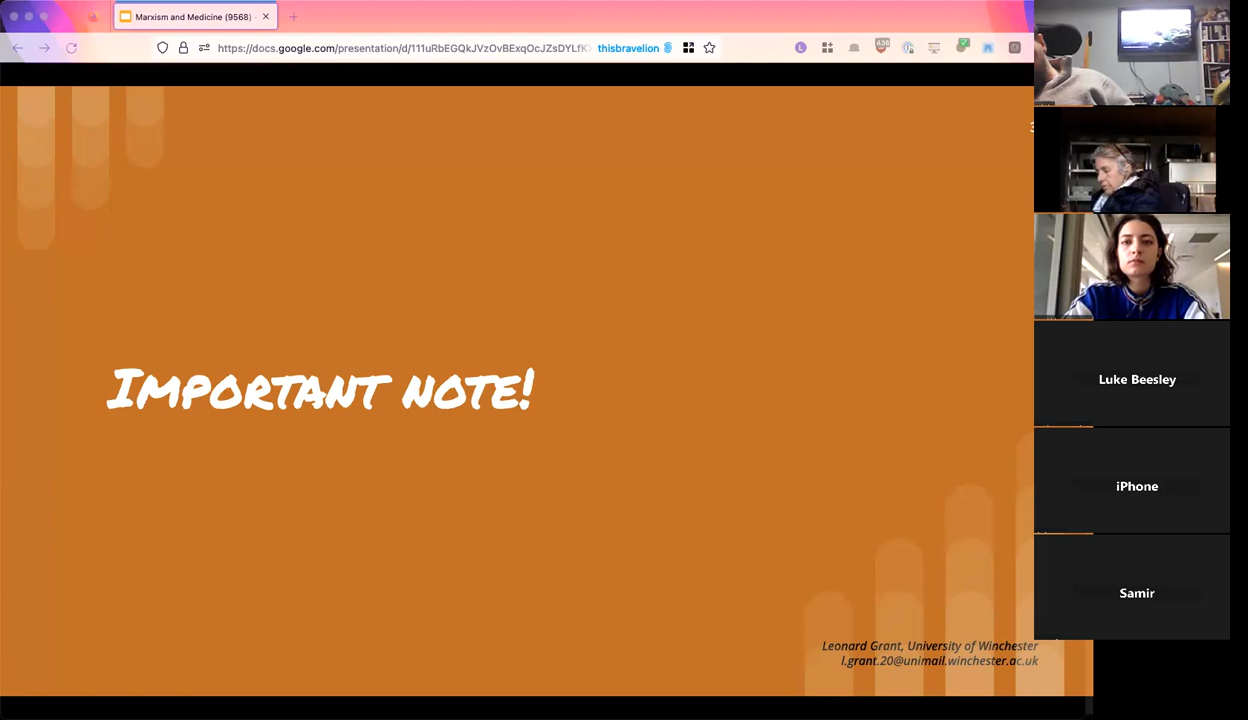 Marxism and Medicine (9568) -
https://docs.google.com/presentation/d/111uRbEGQkJVzOvBExqOcJZsDYLfK
thisbravelion
L
436
Important note!
Leonard Grant, University of Winchester
l.grant.20@unimail.winchester.ac.uk
Luke Beesley
iPhone
Samir